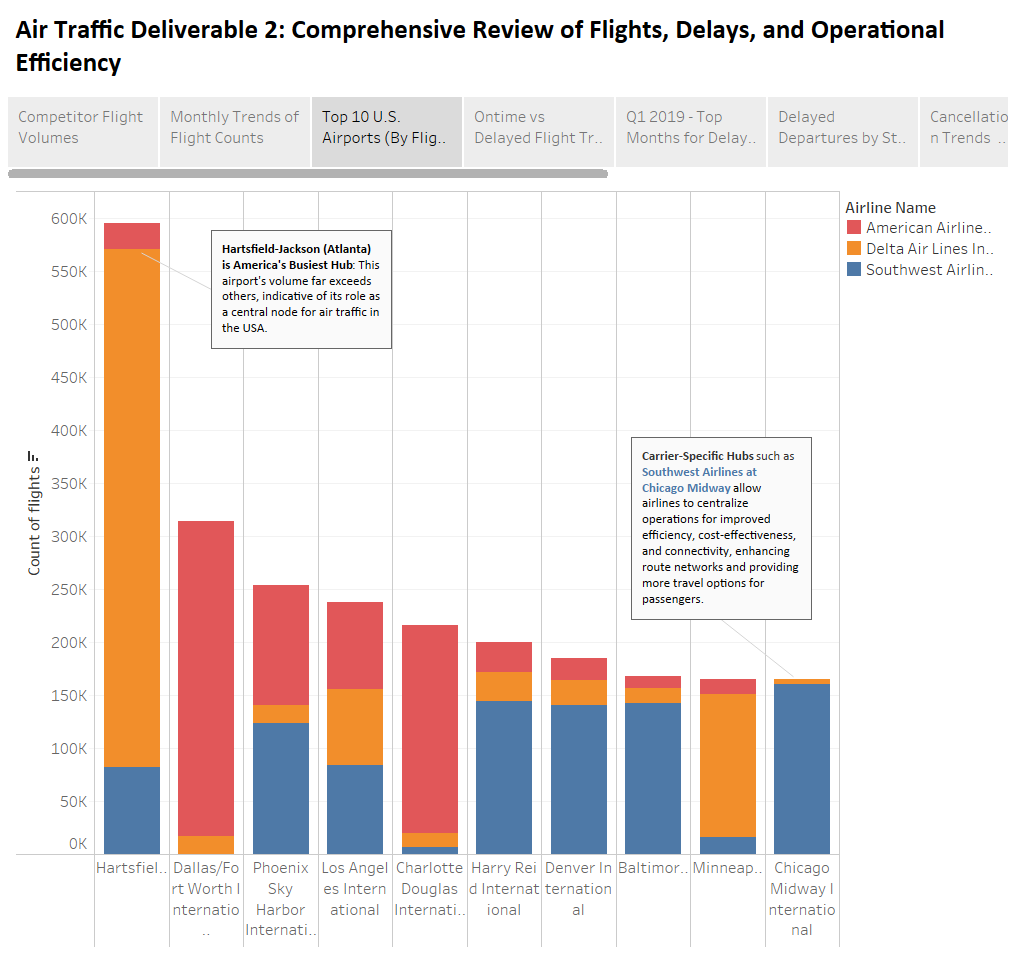 Air Traffic Deliverable 2: Comprehensive Review of Flights, Delays, and Operational
Efficiency
Competitor Flight
Volumes
Monthly Trends of
Flight Counts
Top 10 U.S.
Airports (By Flig..
Ontime vs
Delayed Flight Tr..
Q1 2019 - Top
Months for Delay..
Delayed
Departures by St..
Cancellatio
n Trends ..
Airline Name
American Airline..
Delta Air Lines In..
Southwest Airlin..
Count of flights
600K
550K
500K
450K
400K
350K
300K
250K
200K
150K
100K
50K
0K
Hartsfield-Jackson (Atlanta)
is America's Busiest Hub: This
airport's volume far exceeds
others, indicative of its role as
a central node for air traffic in
the USA.
Carrier-Specific Hubs such as
Southwest Airlines at
Chicago Midway allow
airlines to centralize
operations for improved
efficiency, cost-effectiveness,
and connectivity, enhancing
route networks and providing
more travel options for
passengers.
Hartsfiel..
Dallas/Fo
rt Worth I
nternatio
..
Phoenix
Sky
Harbor
Internati..
Los Angel
es Intern
ational
Charlotte
Douglas
Internati..
Harry Rei
d Internat
ional
Denver In
ternation
al
Baltimor..
Minneap..
Chicago
Midway I
nternatio
nal